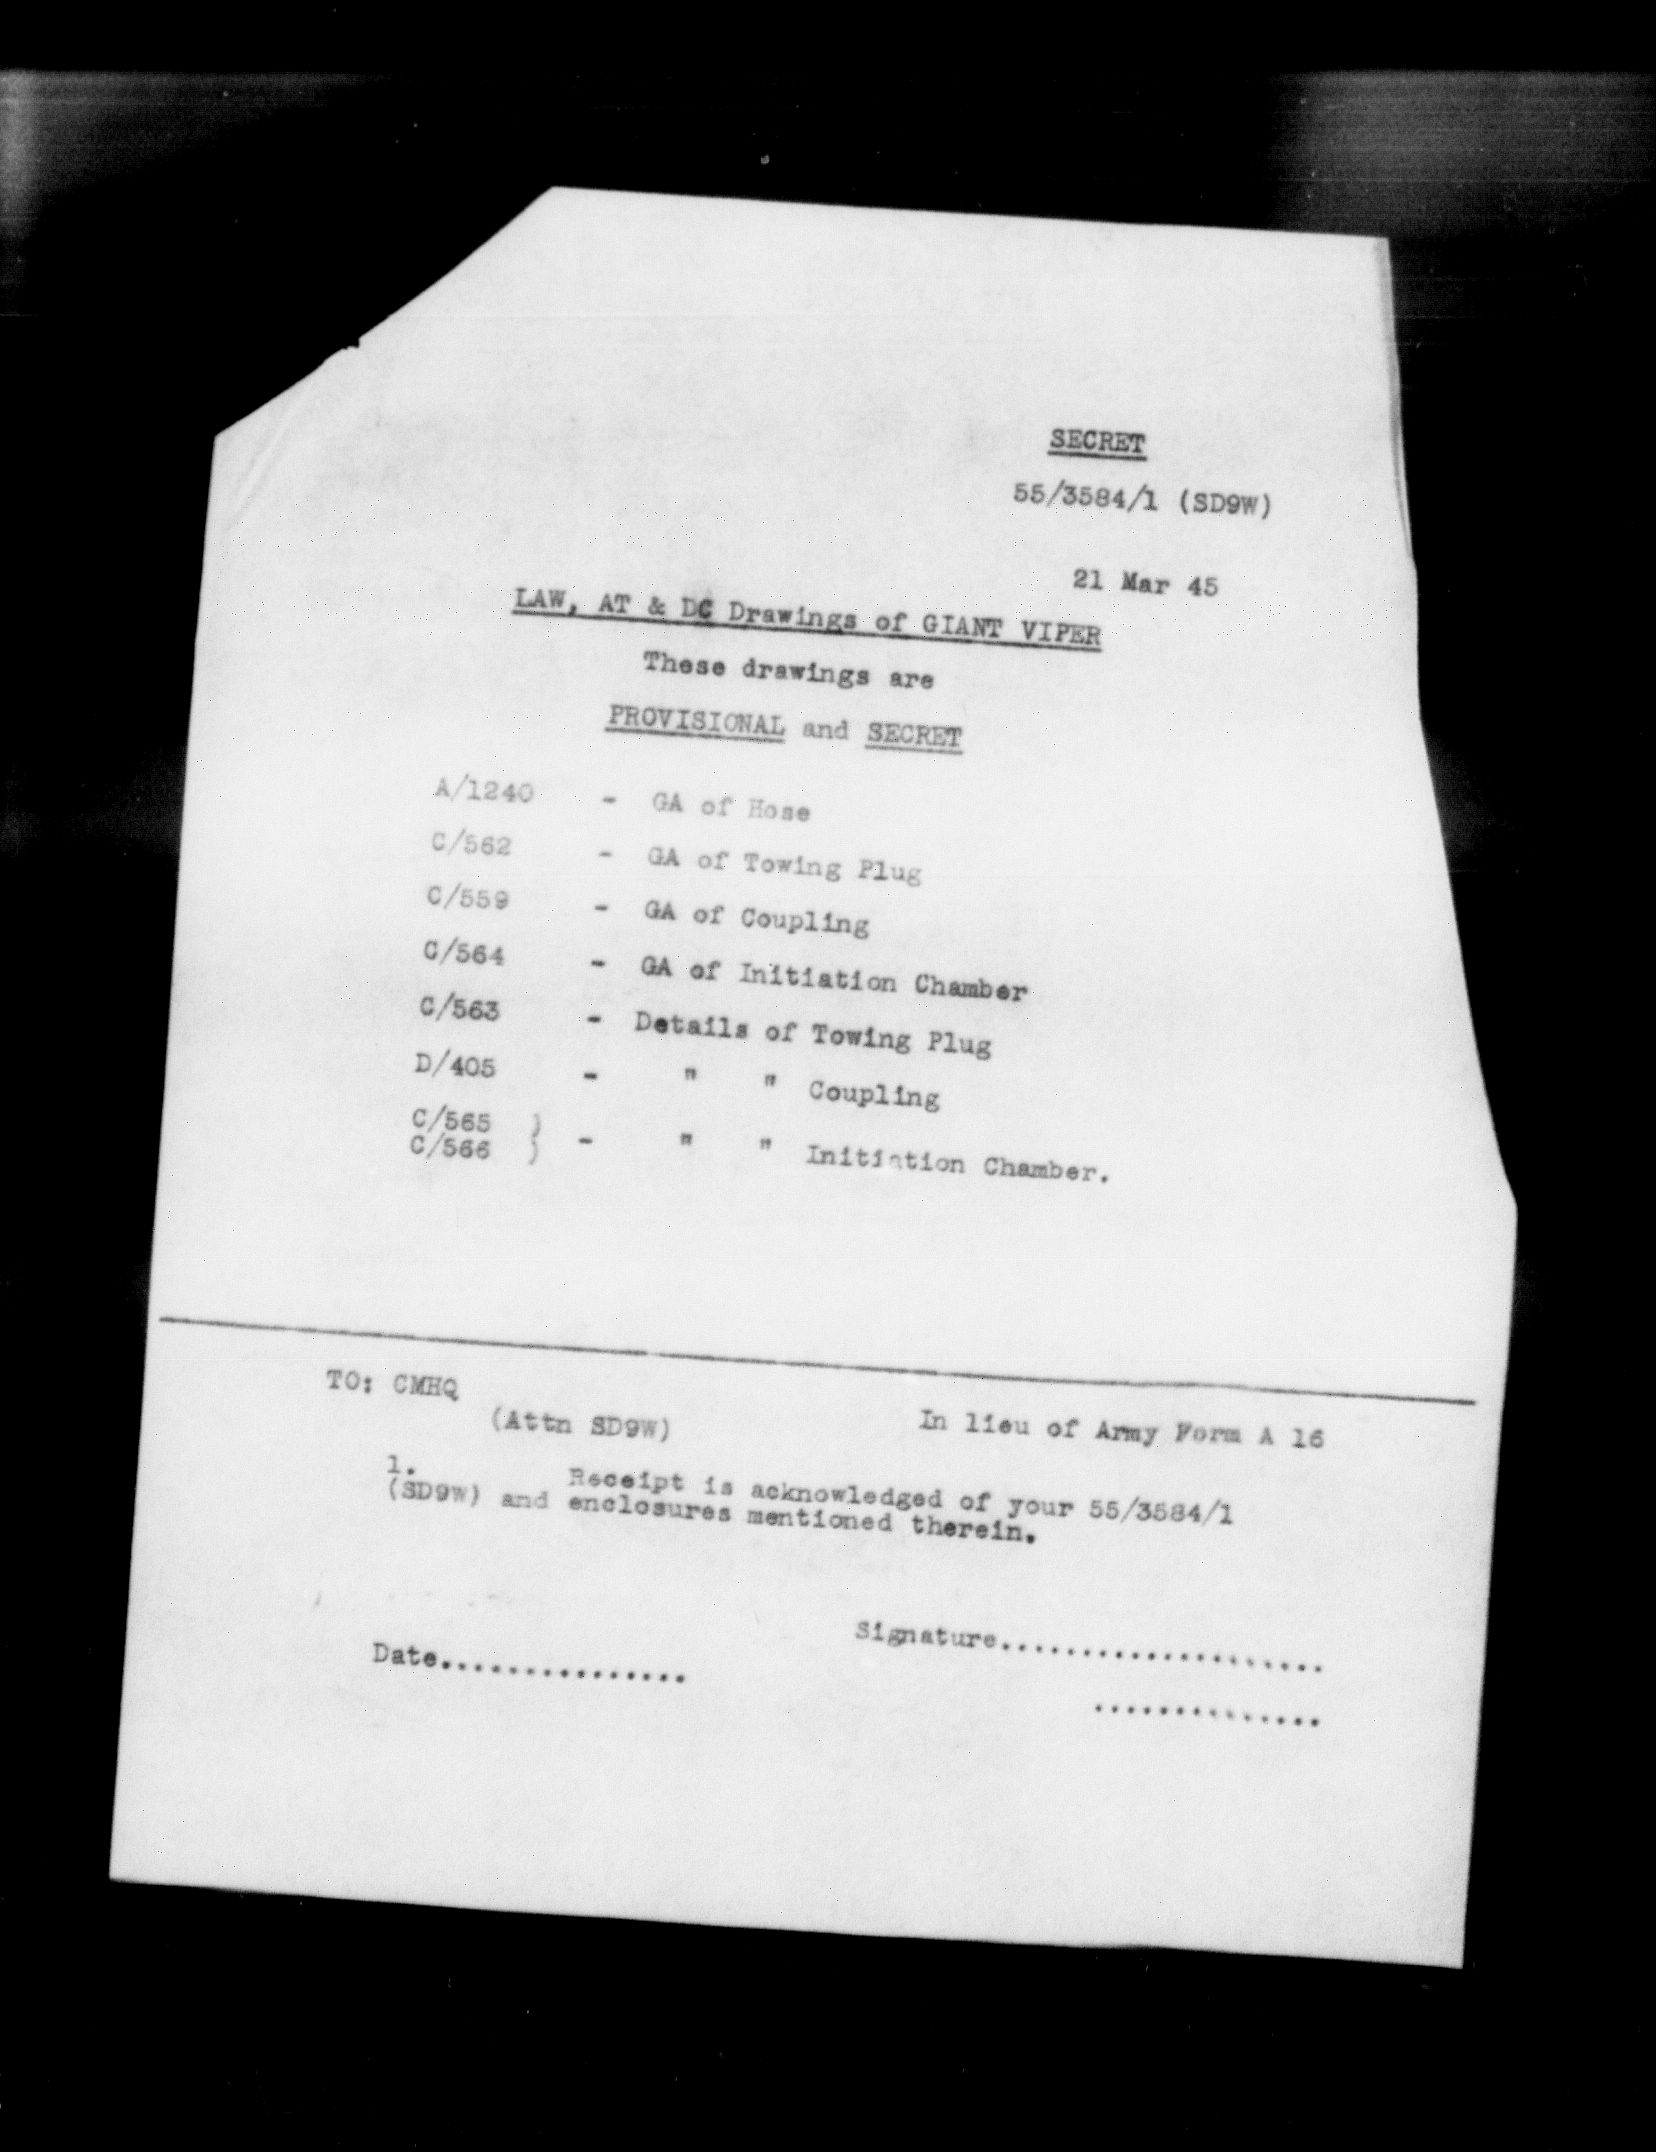 SECRET
55/3584/1 (SD9W)
21 Mar 45
LAW, AT & DC Drawings of GIANT VIPER
These drawings are
PROVISIONAL and SECRET
A/1240 - GA of Hose
C/562 - GA of Towing Plug
C/559 - GA of Coupling
C/564 - GA of Initiation Chamber
C/563 - Details of Towing Plug
D/405 - " " Coupling
C/565 )
C/566 ) - " " Initiation Chamber.
TO: CMHQ
(Attn SD9W)
In lieu of Army Form A 16
1. Receipt is acknowledged of your 55/3584/1
(SD9W) and enclosures mentioned therein.
Signature....................
Date...............
..............